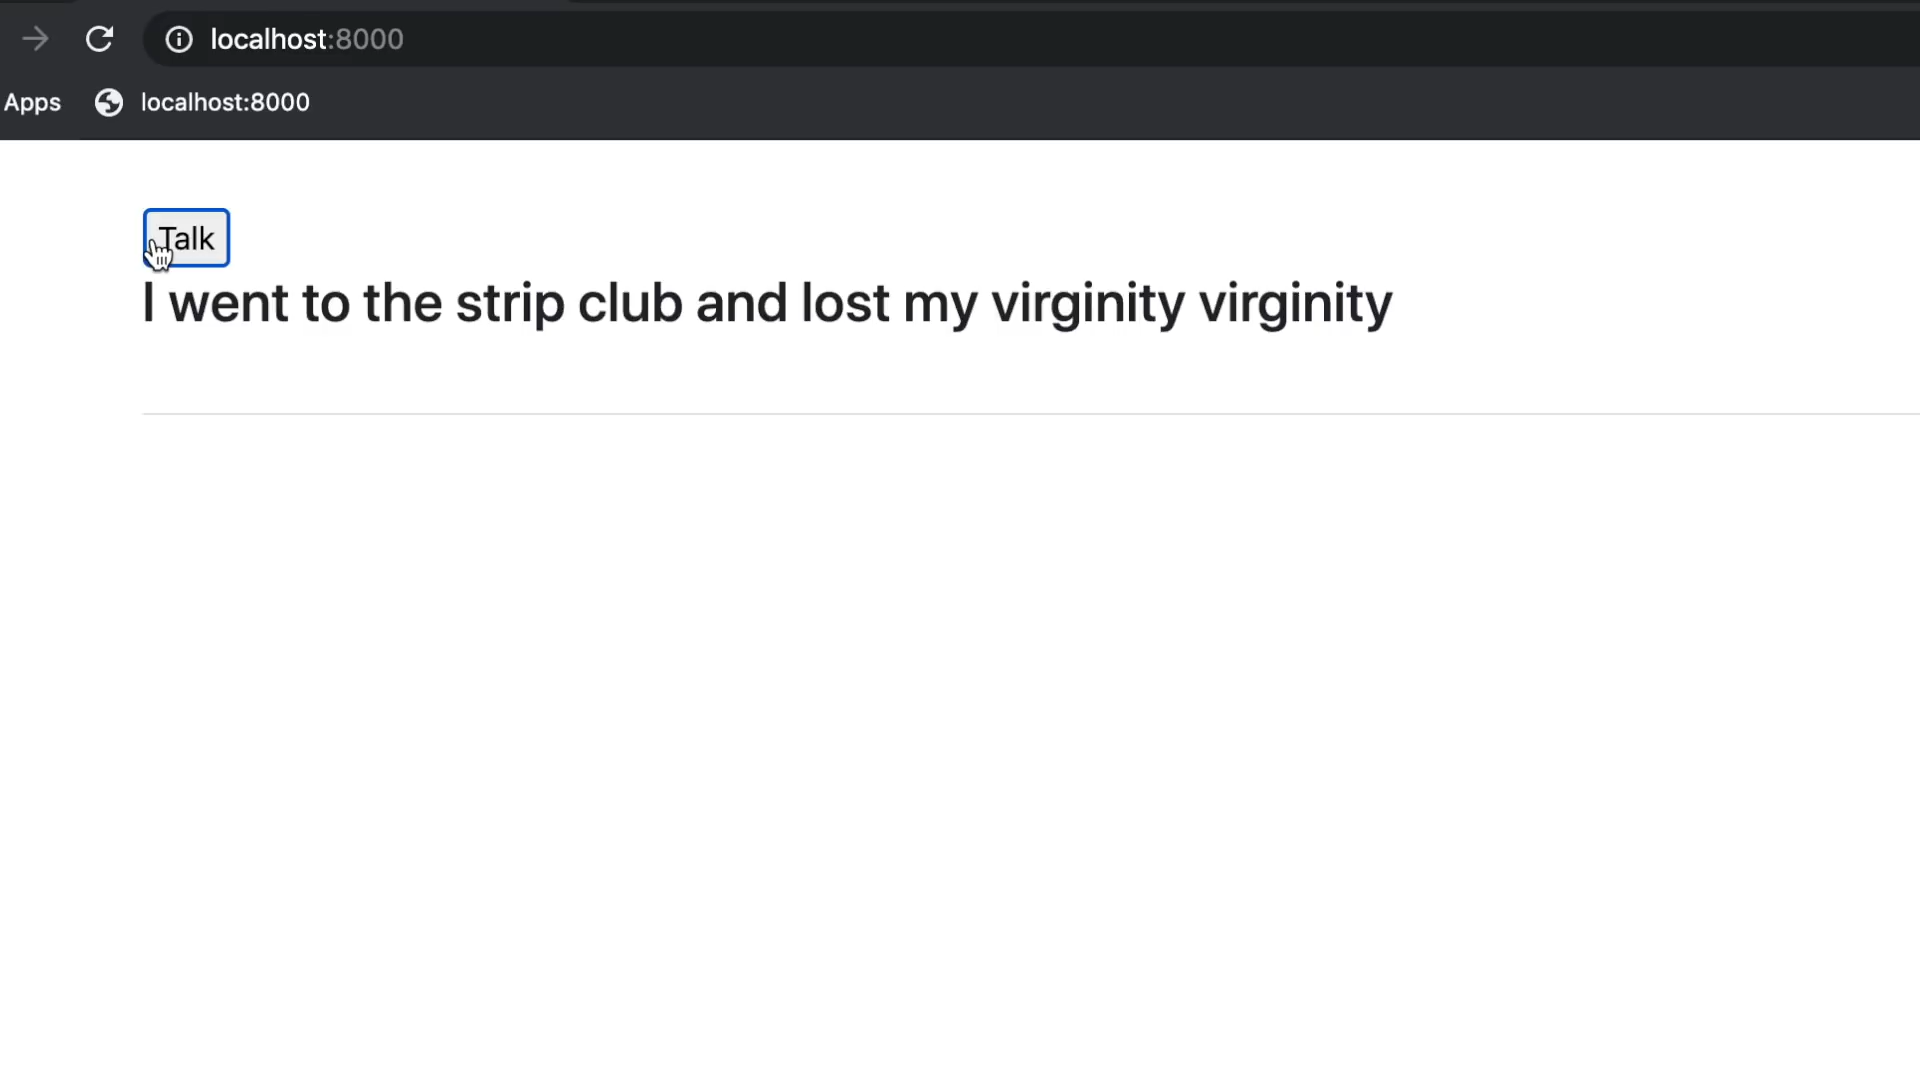 localhost:8000
Apps localhost:8000
Talk
I went to the strip club and lost my virginity virginity